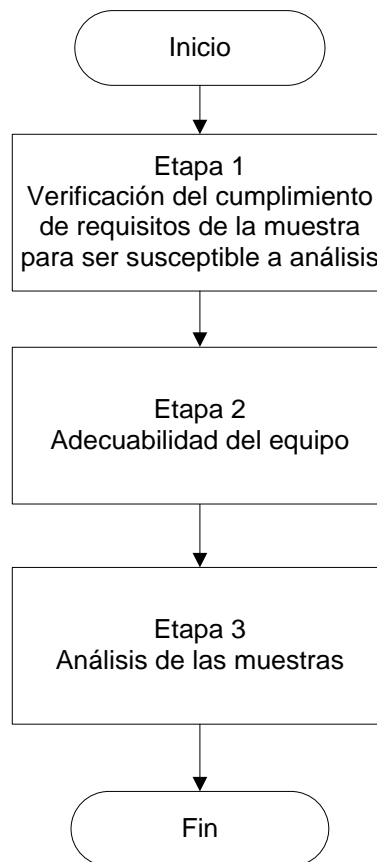 Inicio
Etapa 1
Verificación del cumplimiento
de requisitos de la muestra
para ser susceptible a análisis
Etapa 2
Adecuabilidad del equipo
Etapa 3
Análisis de las muestras
Fin